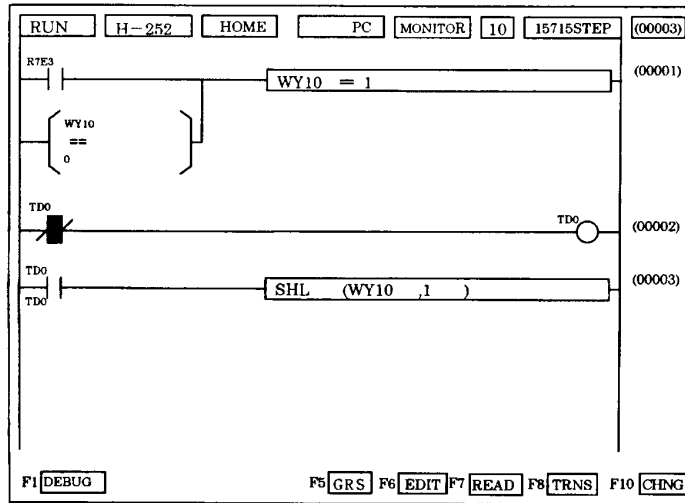 RUN H-252 HOME PC MONITOR 10 15715STEP (00003)
R7E3
WY10 = 1 (00001)
WY10
==
0
TD0 TD0 (00002)
TD0
TD0
SHL (WY10 ,1 ) (00003)
F1 DEBUG F5 GRS F6 EDIT F7 READ F8 TRNS F10 CHNG